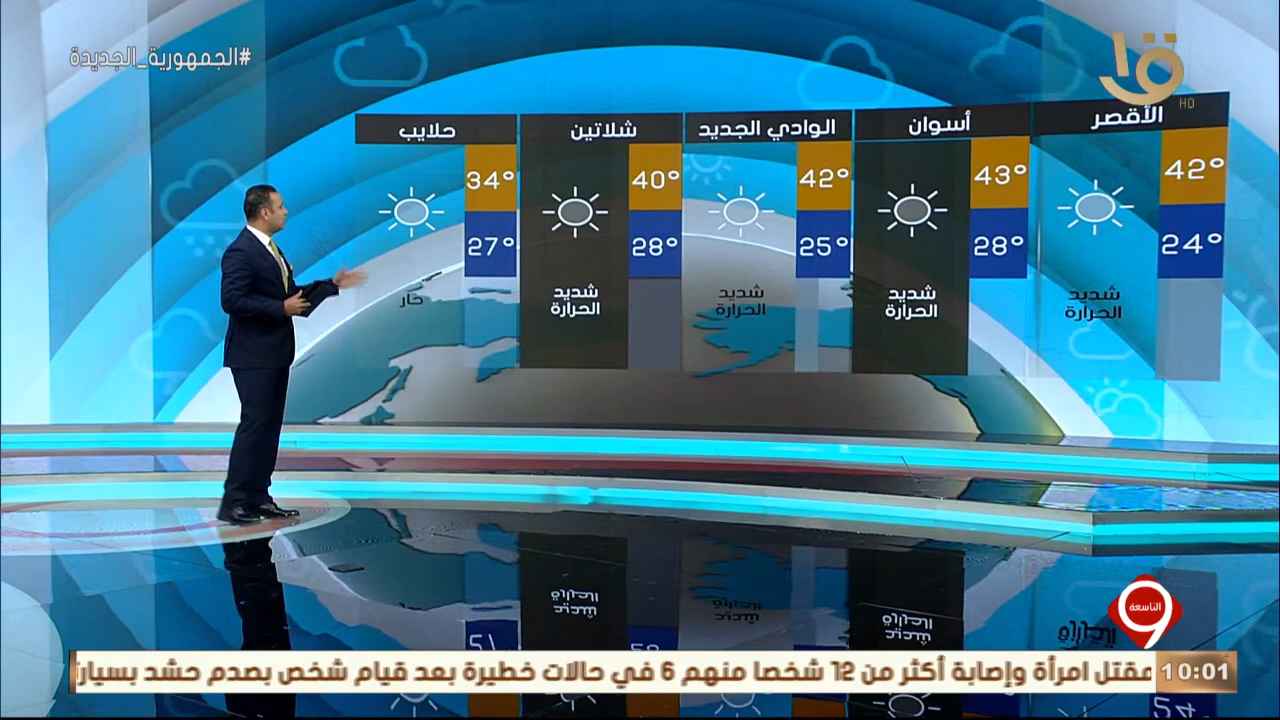 #الجمهورية_الجديدة
HD
الأقصر
42°
24°
شديد
الحرارة
أسوان
43°
28°
شديد
الحرارة
الوادي الجديد
42°
25°
شديد
الحرارة
شلاتين
40°
28°
شديد
الحرارة
حلايب
34°
27°
حار
التاسعة
10:01
مقتل امرأة وإصابة أكثر من 12 شخصا منهم 6 في حالات خطيرة بعد قيام شخص بصدم حشد بسيار